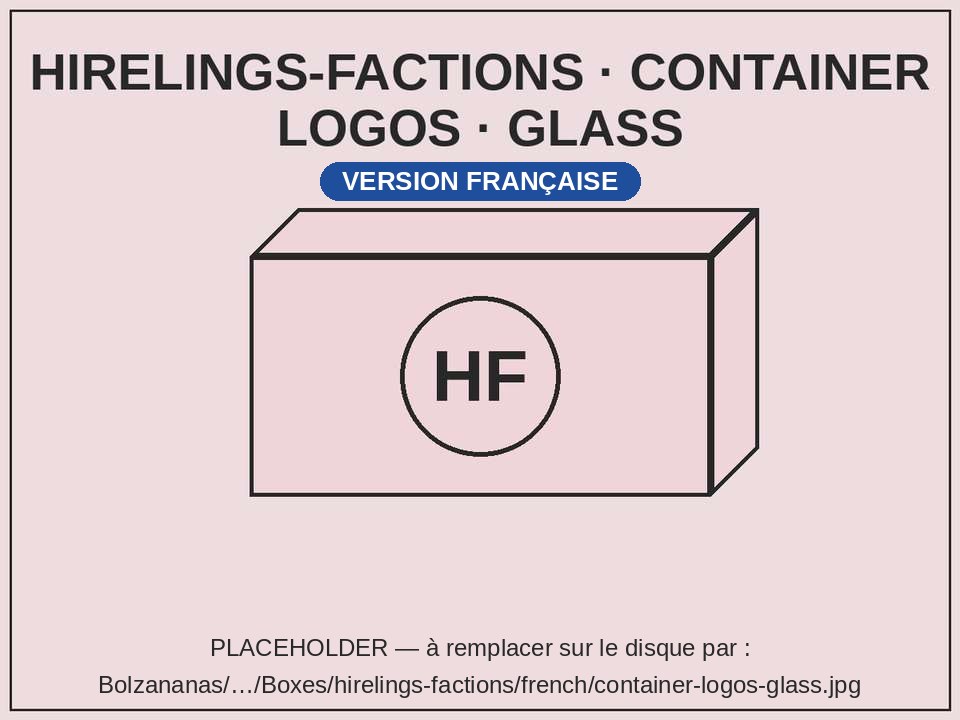 HIRELINGS-FACTIONS · CONTAINER
LOGOS · GLASS
VERSION FRANÇAISE
HF
PLACEHOLDER — à remplacer sur le disque par :
Bolzananas/…/Boxes/hirelings-factions/french/container-logos-glass.jpg